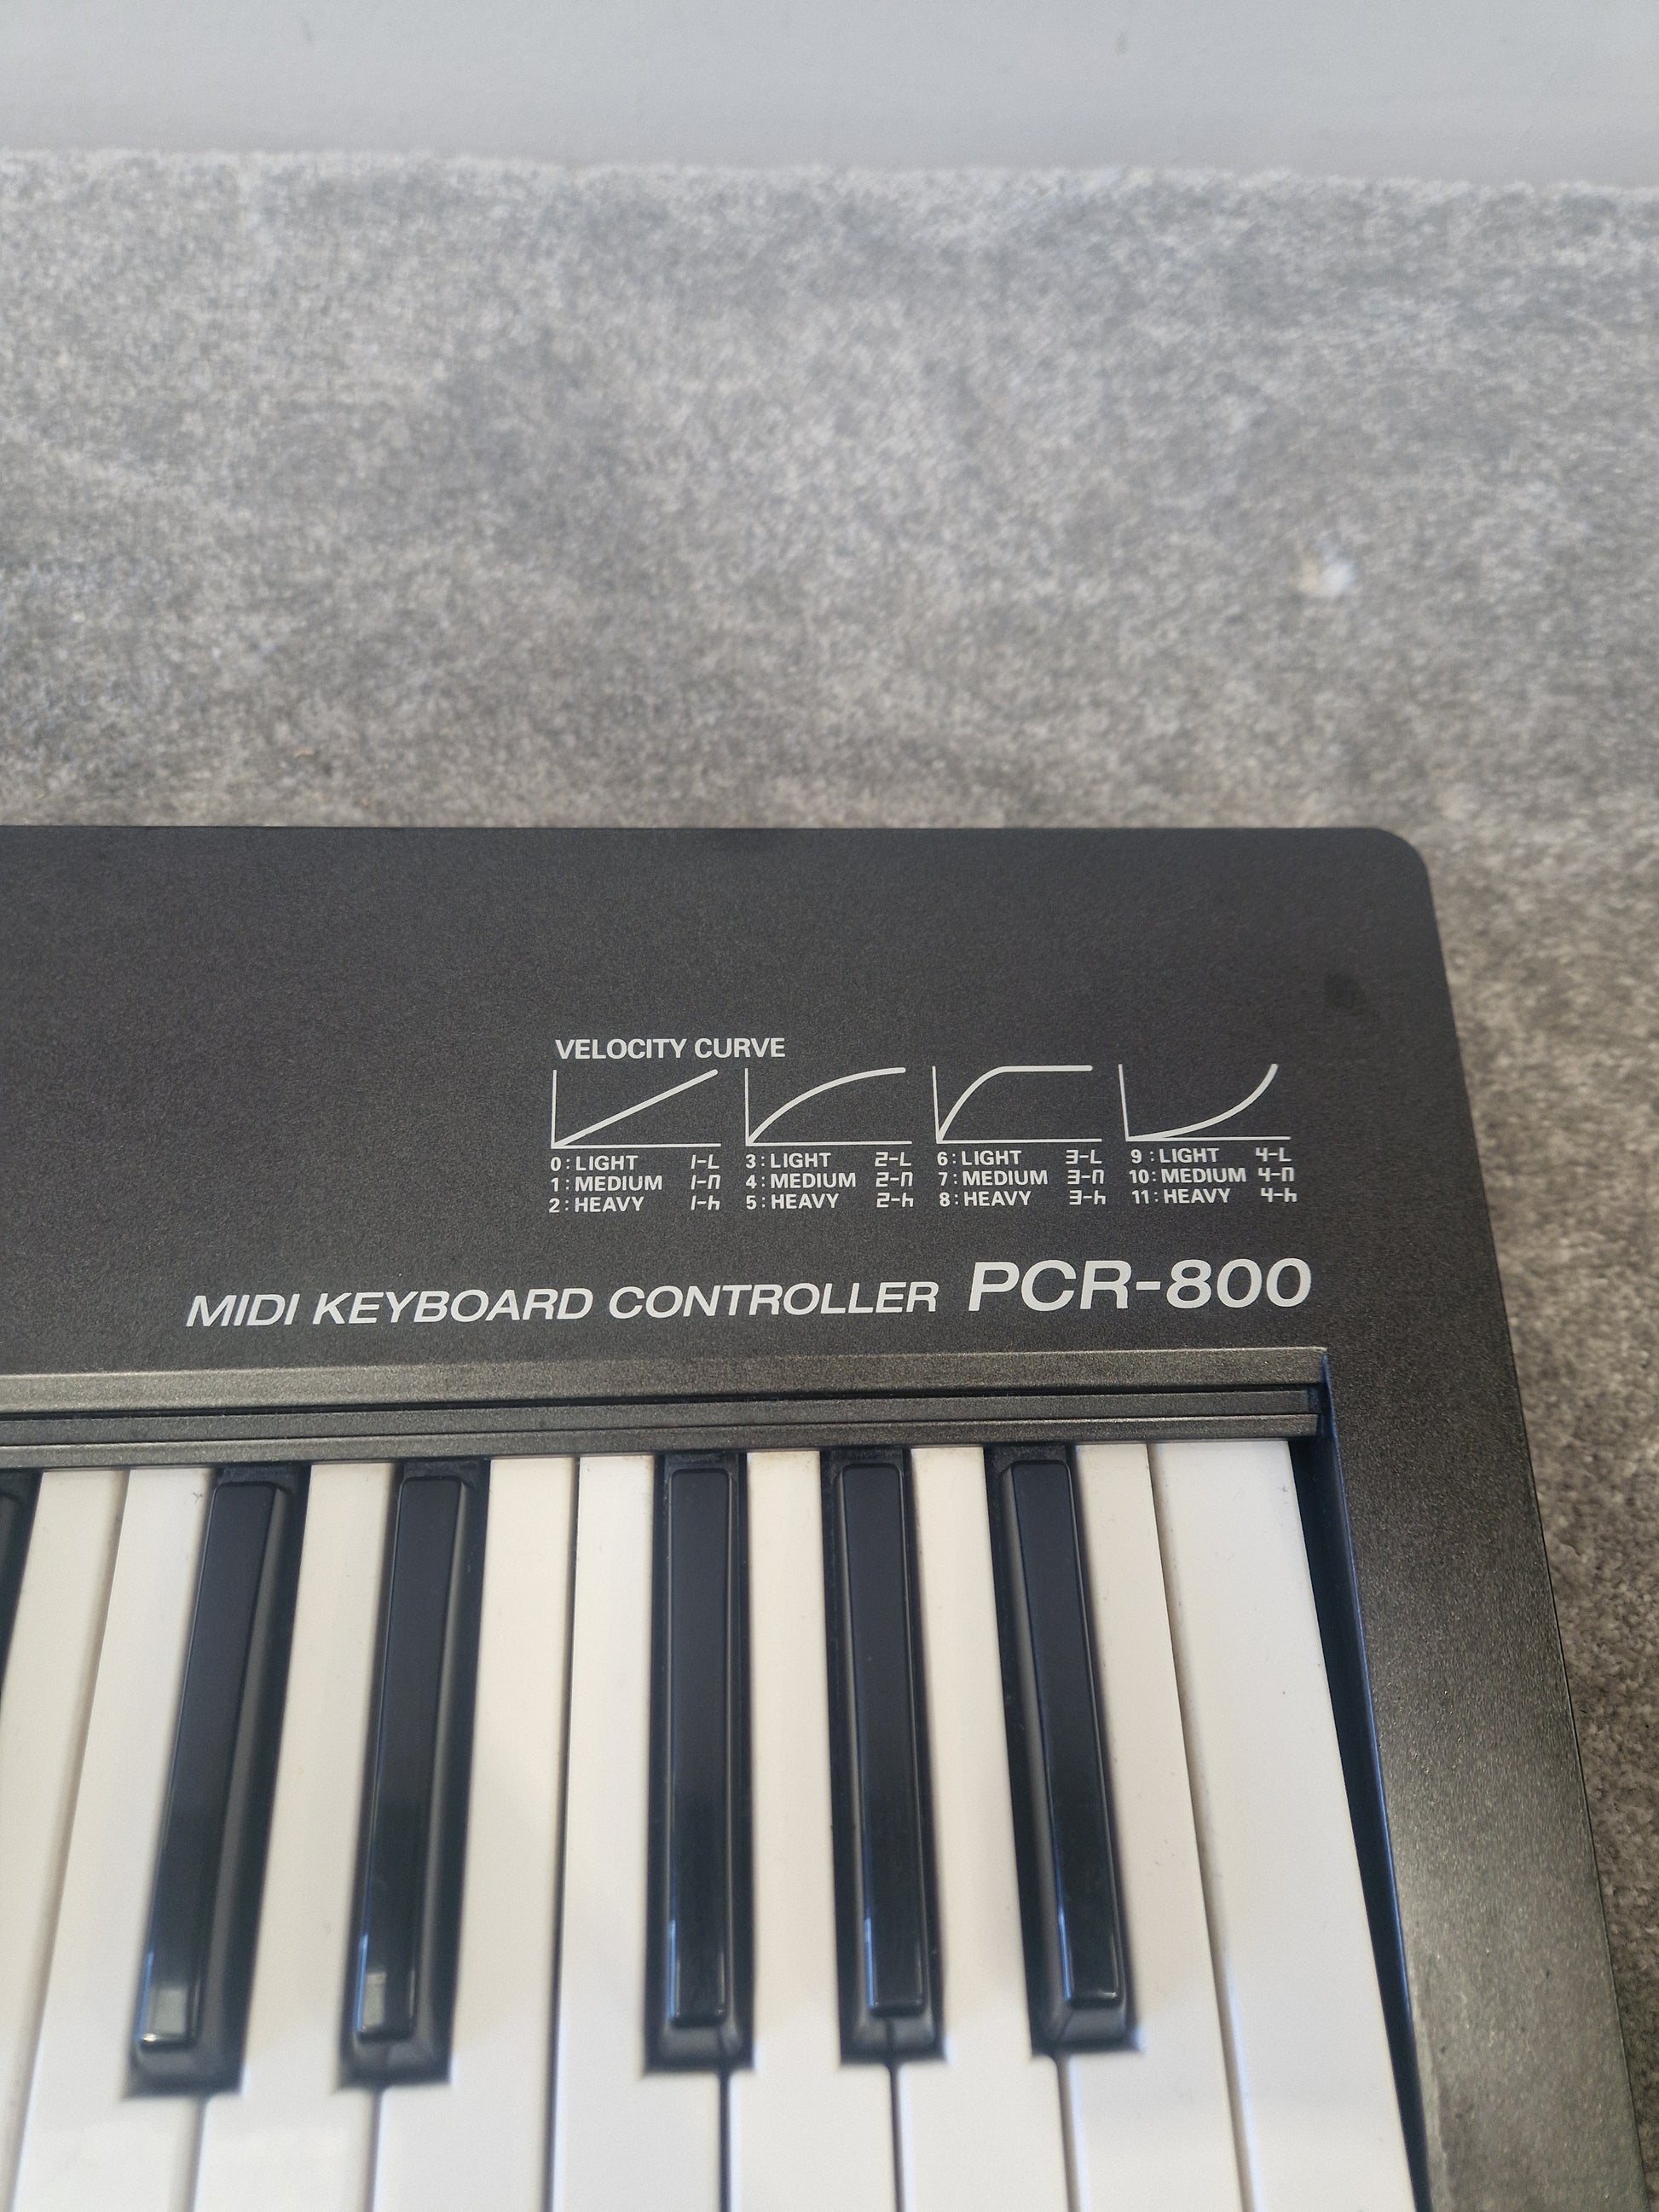 VELOCITY CURVE
0:LIGHT 1-L 3:LIGHT 2-L 6:LIGHT 3-L 9:LIGHT 4-L
1:MEDIUM 1-n 4:MEDIUM 2-n 7:MEDIUM 3-n 10:MEDIUM 4-n
2:HEAVY 1-h 5:HEAVY 2-h 8:HEAVY 3-h 11:HEAVY 4-h
MIDI KEYBOARD CONTROLLER PCR-800